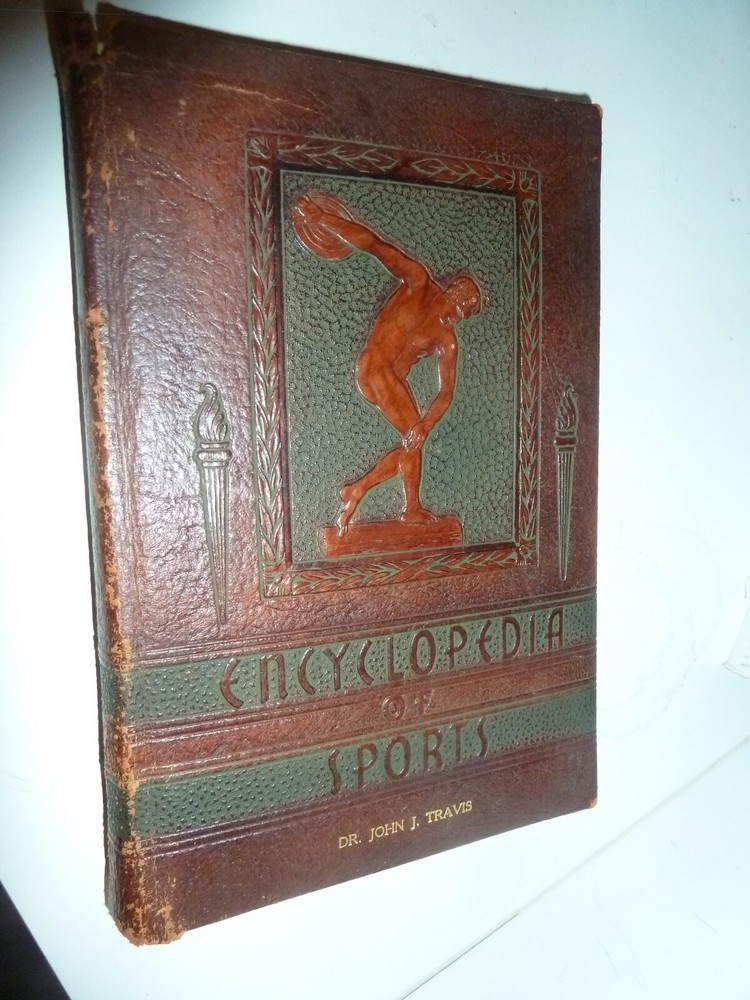 ENCYCLOPEDIA
OF
SPORTS
DR. JOHN J. TRAVIS